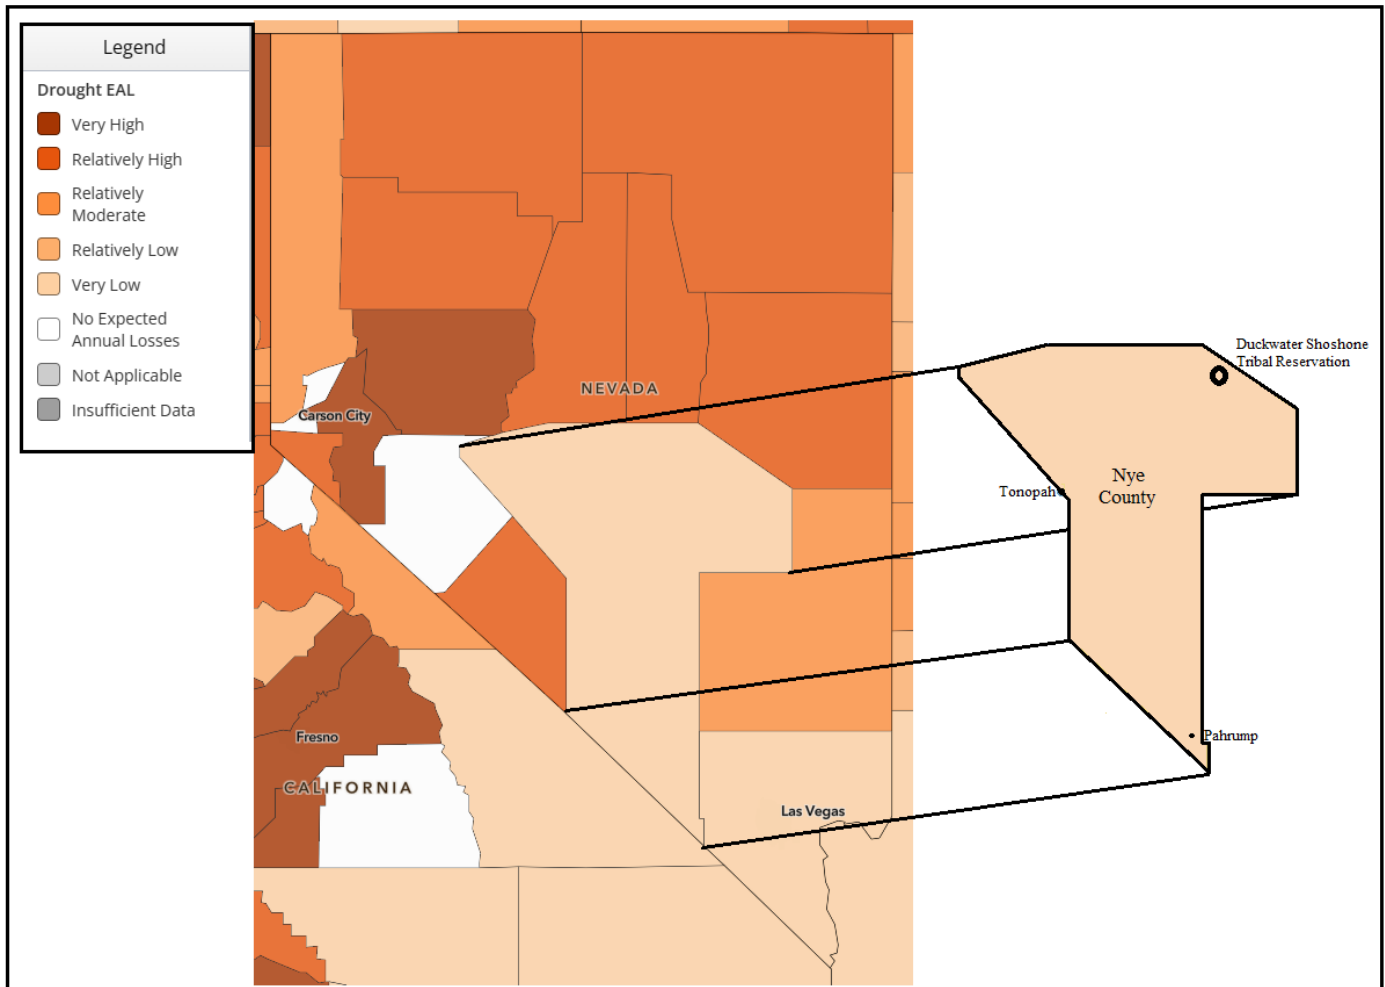 Legend
Drought EAL
Very High
Relatively High
Relatively
Moderate
Relatively Low
Very Low
No Expected
Annual Losses
Not Applicable
Insufficient Data
NEVADA
Carson City
Fresno
CALIFORNIA
Las Vegas
Duckwater Shoshone
Tribal Reservation
Nye
County
Tonopah
Pahrump